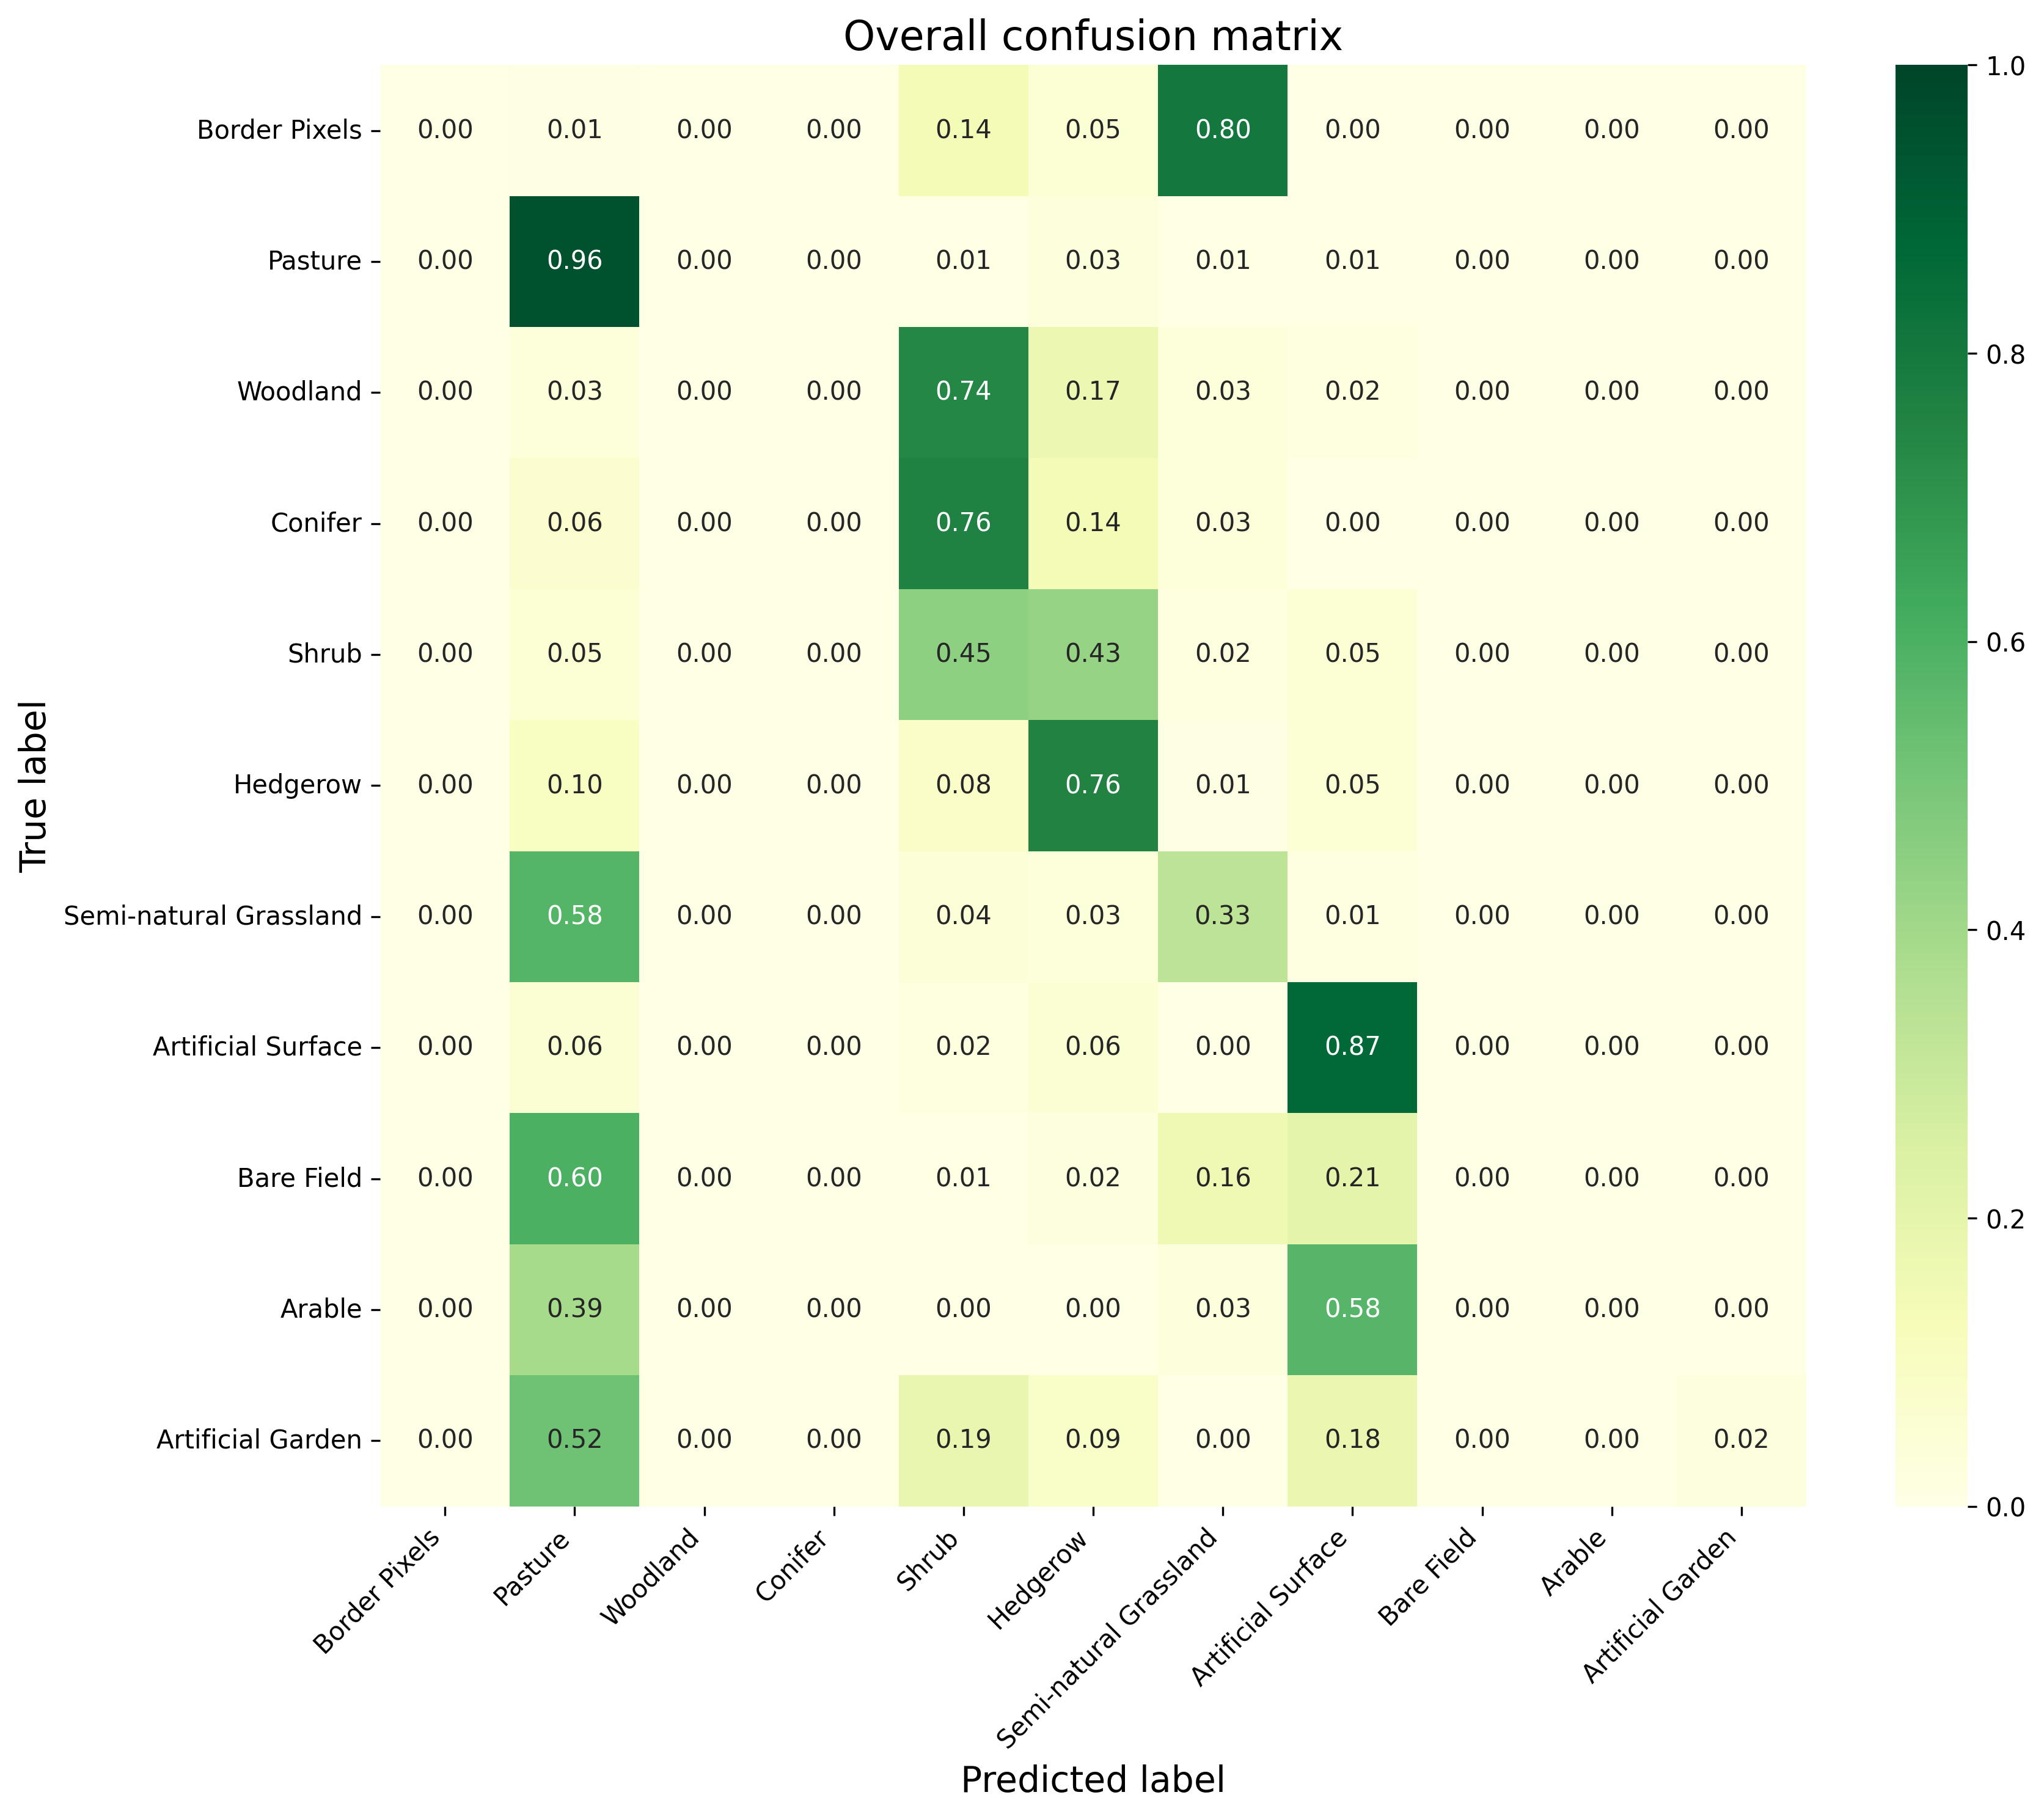 Overall confusion matrix
Border Pixels 0.00 0.01 0.00 0.00 0.14 0.05 0.80 0.00 0.00 0.00 0.00
Pasture 0.00 0.96 0.00 0.00 0.01 0.03 0.01 0.01 0.00 0.00 0.00
Woodland 0.00 0.03 0.00 0.00 0.74 0.17 0.03 0.02 0.00 0.00 0.00
Conifer 0.00 0.06 0.00 0.00 0.76 0.14 0.03 0.00 0.00 0.00 0.00
Shrub 0.00 0.05 0.00 0.00 0.45 0.43 0.02 0.05 0.00 0.00 0.00
Hedgerow 0.00 0.10 0.00 0.00 0.08 0.76 0.01 0.05 0.00 0.00 0.00
Semi-natural Grassland 0.00 0.58 0.00 0.00 0.04 0.03 0.33 0.01 0.00 0.00 0.00
Artificial Surface 0.00 0.06 0.00 0.00 0.02 0.06 0.00 0.87 0.00 0.00 0.00
Bare Field 0.00 0.60 0.00 0.00 0.01 0.02 0.16 0.21 0.00 0.00 0.00
Arable 0.00 0.39 0.00 0.00 0.00 0.00 0.03 0.58 0.00 0.00 0.00
Artificial Garden 0.00 0.52 0.00 0.00 0.19 0.09 0.00 0.18 0.00 0.00 0.02
True label
Border Pixels
Pasture
Woodland
Conifer
Shrub
Hedgerow
Semi-natural Grassland
Artificial Surface
Bare Field
Arable
Artificial Garden
Predicted label
1.0
0.8
0.6
0.4
0.2
0.0